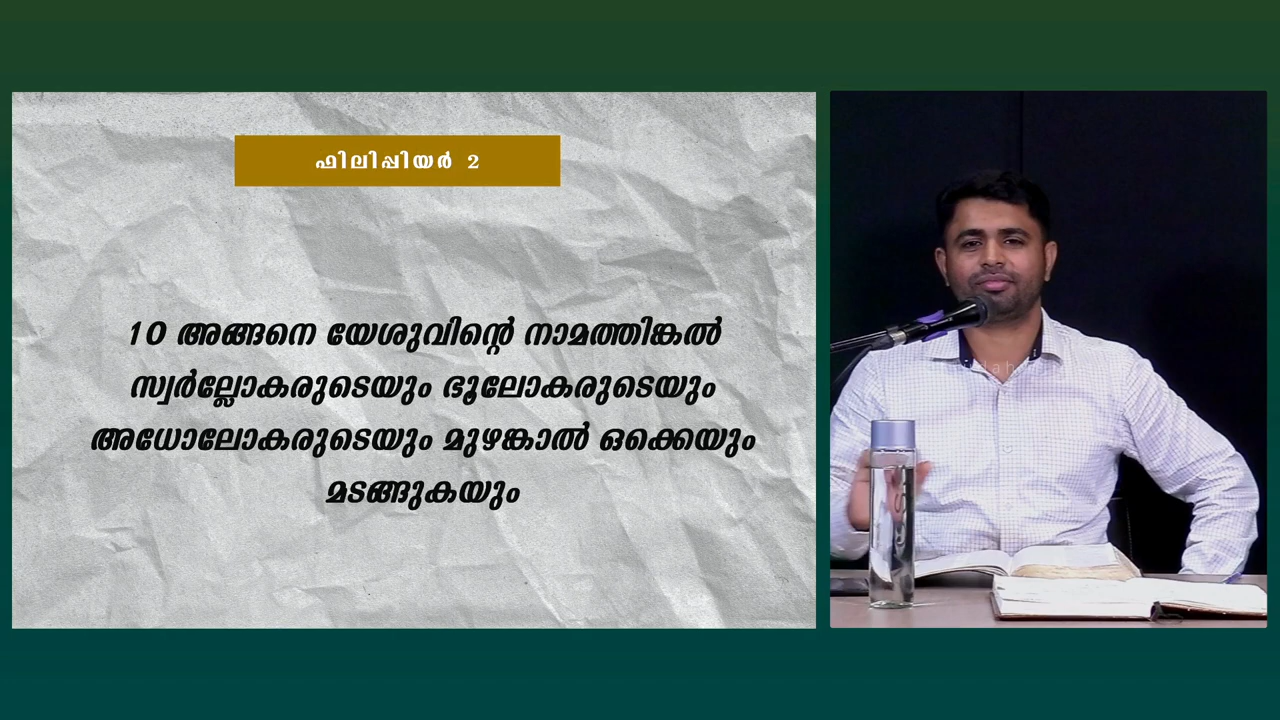 ഫിലിപ്പിയർ 2
10 അങ്ങനെ യേശുവിന്റെ നാമത്തിങ്കൽ
സ്വർല്ലോകരുടെയും ഭൂലോകരുടെയും
അധോലോകരുടെയും മുഴങ്കാൽ ഒക്കെയും
മടങ്ങുകയും